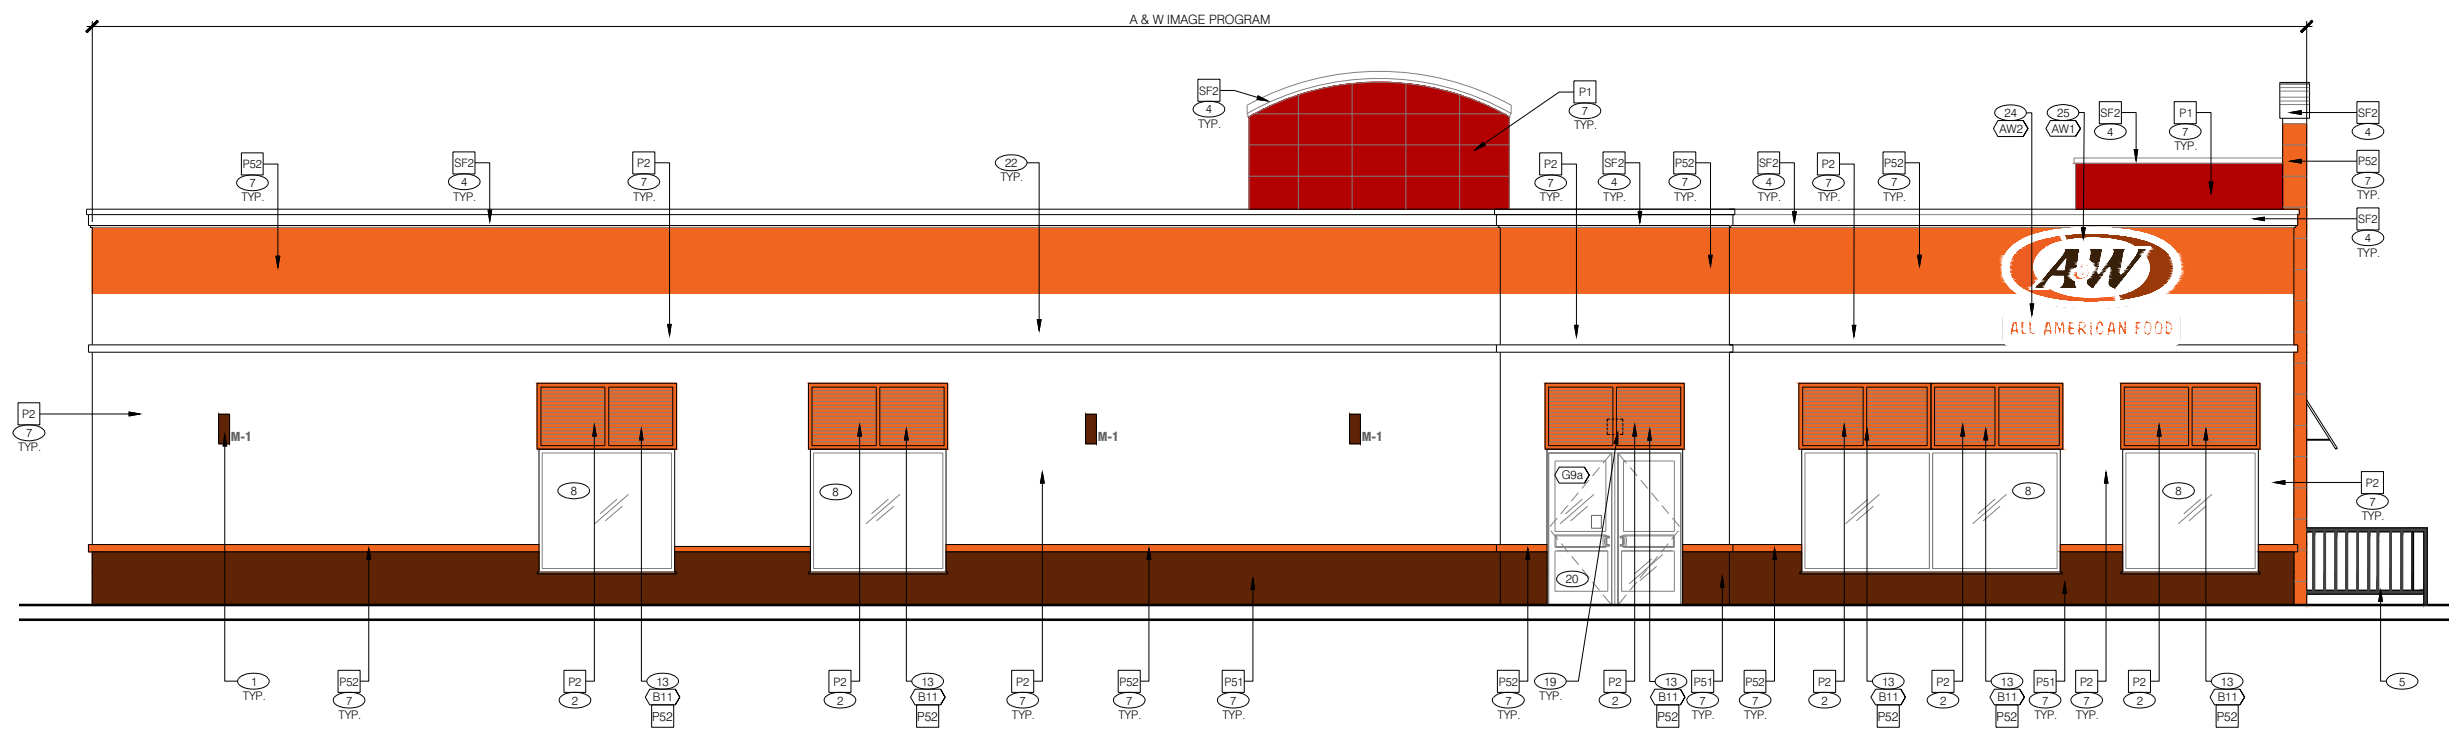 A & W IMAGE PROGRAM
SF2
4
TYP.
P1
7
TYP.
24
AW2
25
AW1
SF2
4
P1
7
TYP.
SF2
4
P52
7
TYP.
SF2
4
TYP.
P2
7
TYP.
22
TYP.
P2
7
TYP.
SF2
4
TYP.
P52
7
TYP.
SF2
4
TYP.
P2
7
TYP.
P52
7
TYP.
P52
7
TYP.
SF2
4
TYP.
A&W
ALL AMERICAN FOOD
P2
7
TYP.
M-1
M-1
M-1
8
8
G9a
20
8
8
P2
7
TYP.
1
TYP.
P52
7
TYP.
P2
2
13
B11
P52
P2
2
13
B11
P52
P2
7
TYP.
P52
7
TYP.
P51
7
TYP.
P52
7
TYP.
19
TYP.
P2
2
13
B11
P52
P51
7
TYP.
P52
7
TYP.
P2
2
13
B11
P52
P2
2
13
B11
P52
P51
7
TYP.
P2
7
TYP.
P2
2
13
B11
P52
5